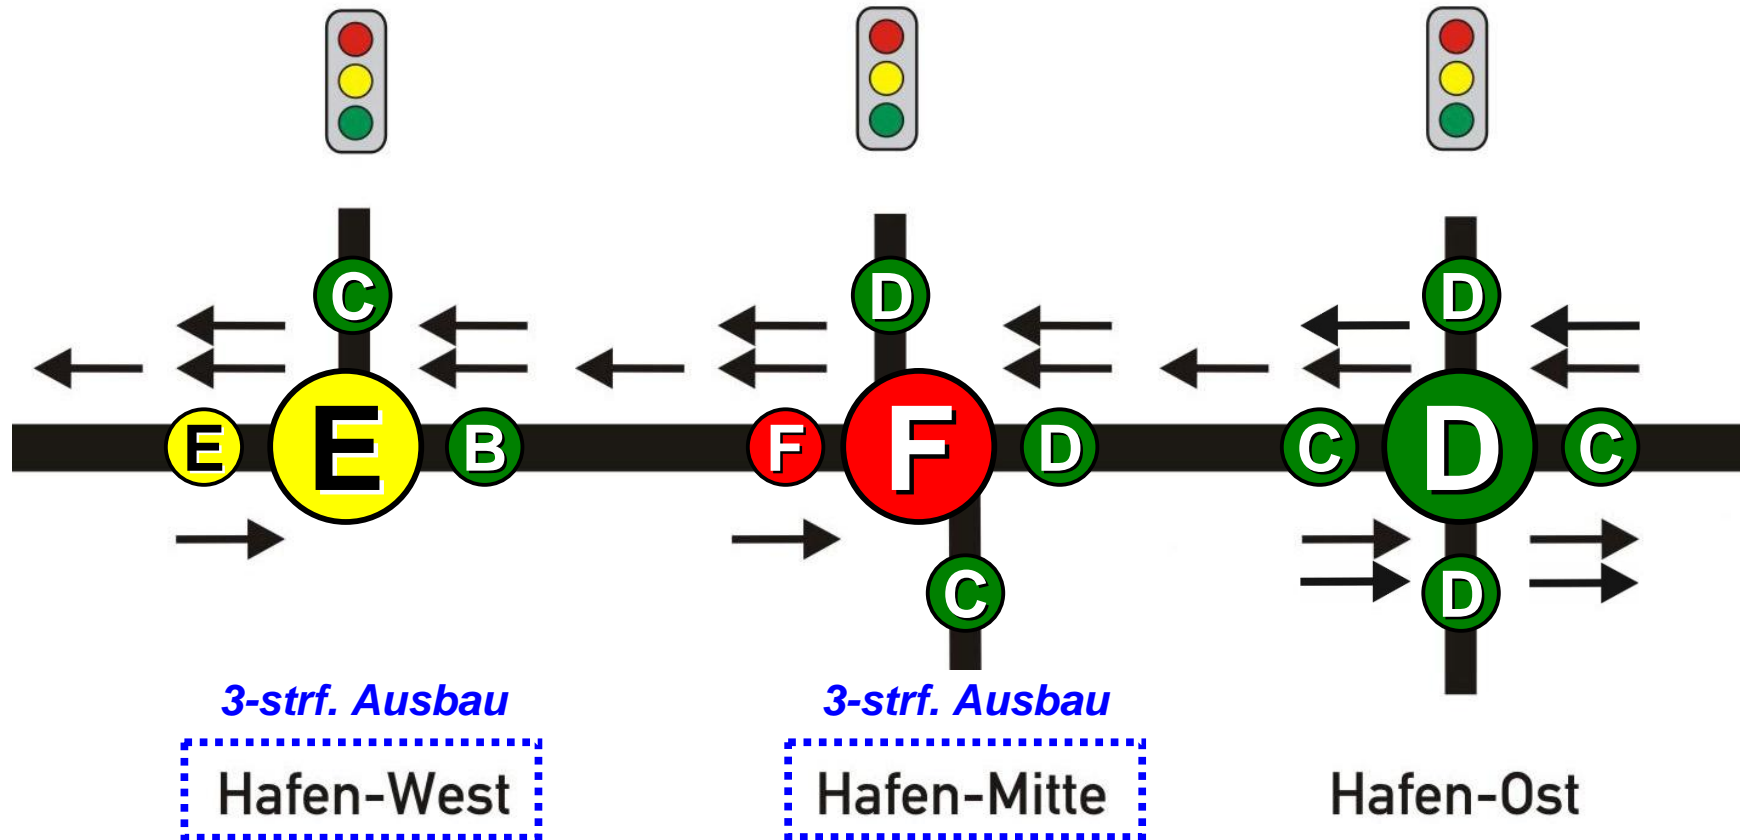 C D D
E E B F F D C D C
C D
3-strf. Ausbau 3-strf. Ausbau
Hafen-West Hafen-Mitte Hafen-Ost